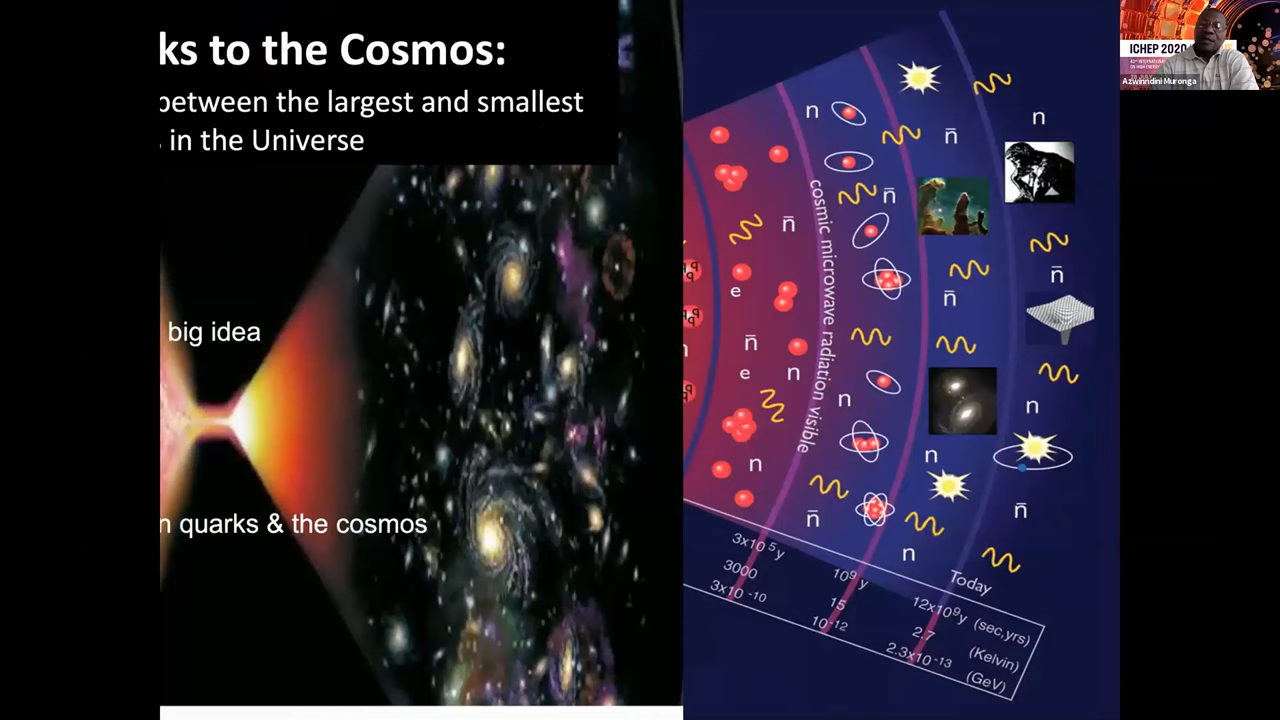 ks to the Cosmos:
between the largest and smallest
in the Universe
big idea
n quarks & the cosmos
cosmic microwave radiation visible
n
n̄
n
n̄
n̄
e
n̄
n̄
n̄
e
n
n
n
n
n
n̄
n̄
n
3x10⁵y
10⁹ y
Today
12x10⁹y (sec,yrs)
3000
15
2.7
(Kelvin)
3x10⁻¹⁰
10⁻¹²
2.3x10⁻¹³
(GeV)
ICHEP 2020
Azwinndini Muronga